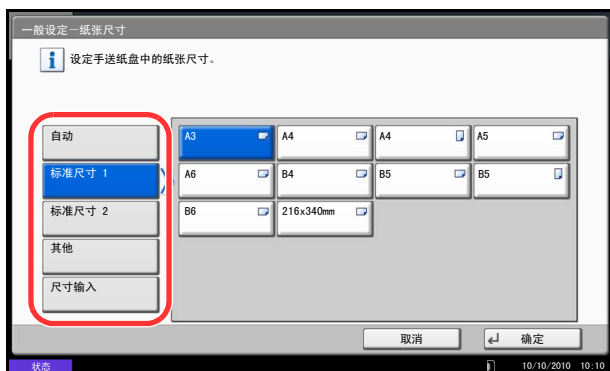 一般设定－纸张尺寸
设定手送纸盘中的纸张尺寸。
自动
标准尺寸 1
标准尺寸 2
其他
尺寸输入
A3 A4 A4 A5
A6 B4 B5 B5
B6 216x340mm
取消 确定
状态 10/10/2010 10:10